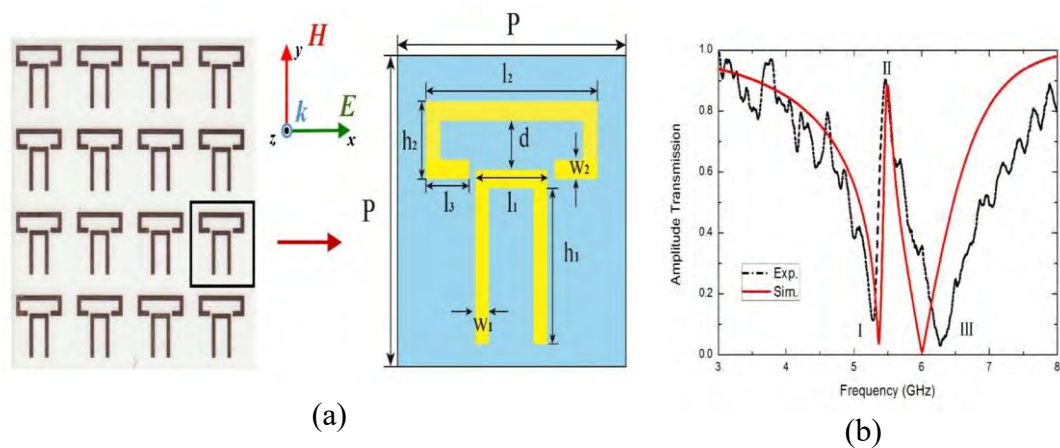 H
y
k
E
z
x
P
P
l₂
h₂
d
W₂
l₃
l₁
h₁
W₁
(a)
1.0
0.8
0.6
0.4
0.2
0.0
Amplitude Transmission
II
Exp.
Sim.
I
III
3
4
5
6
7
8
Frequency (GHz)
(b)